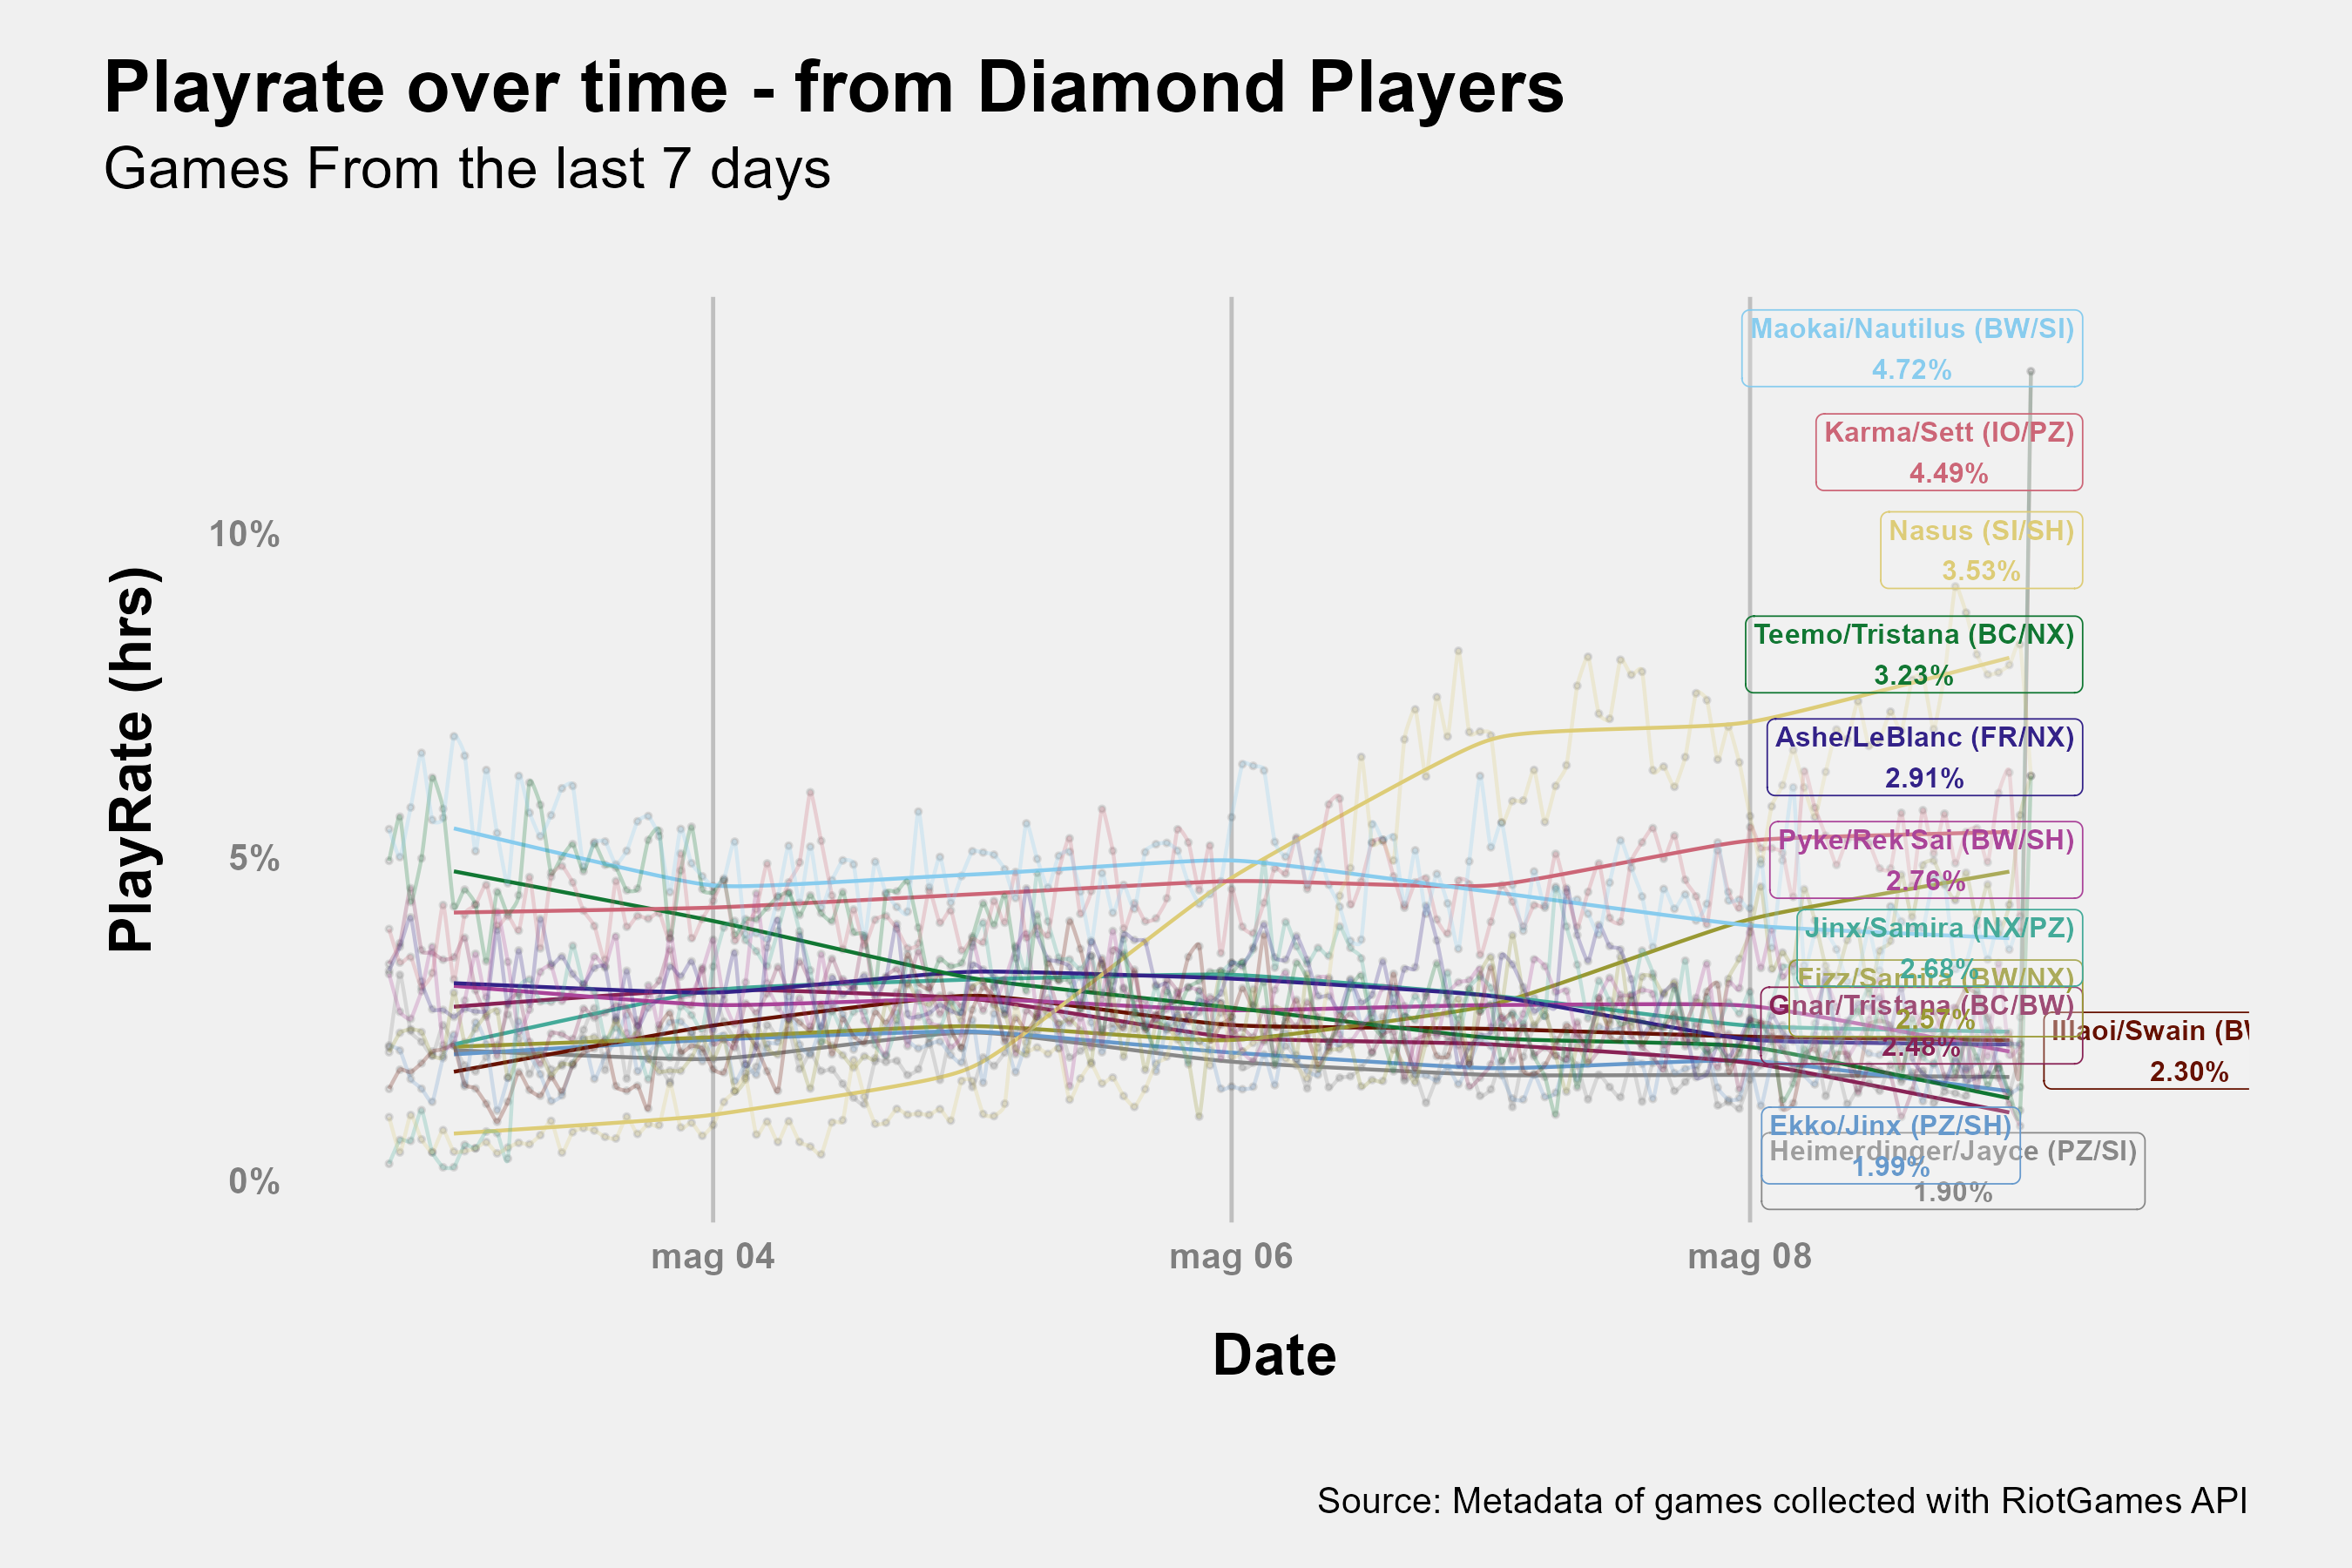 Playrate over time - from Diamond Players
Games From the last 7 days
PlayRate (hrs)
10%
5%
0%
Maokai/Nautilus (BW/SI)
4.72%
Karma/Sett (IO/PZ)
4.49%
Nasus (SI/SH)
3.53%
Teemo/Tristana (BC/NX)
3.23%
Ashe/LeBlanc (FR/NX)
2.91%
Pyke/Rek'Sai (BW/SH)
2.76%
Jinx/Samira (NX/PZ)
2.68%
Fizz/Samira (BW/NX)
2.57%
Gnar/Tristana (BC/BW)
2.48%
Illaoi/Swain (BW
2.30%
Ekko/Jinx (PZ/SH)
1.99%
Heimerdinger/Jayce (PZ/SI)
1.90%
mag 04
mag 06
mag 08
Date
Source: Metadata of games collected with RiotGames API